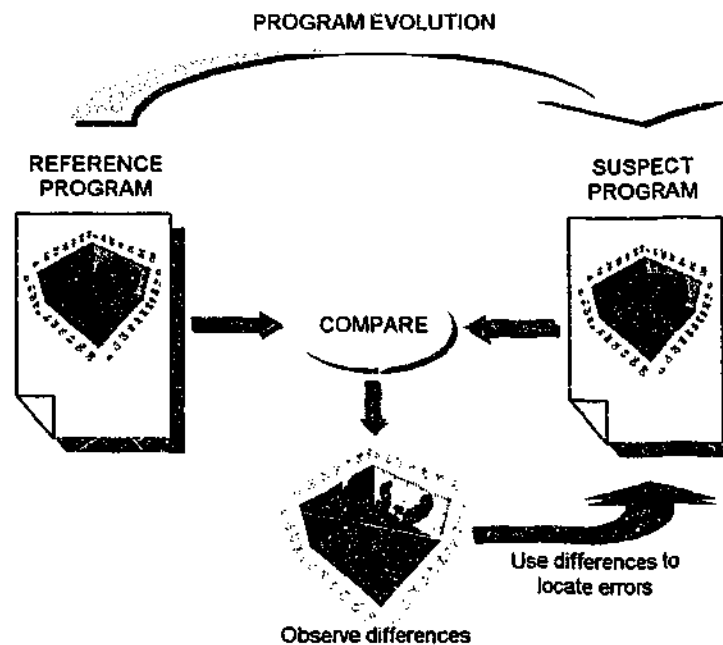 PROGRAM EVOLUTION
REFERENCE
PROGRAM
SUSPECT
PROGRAM
COMPARE
Use differences to
locate errors
Observe differences